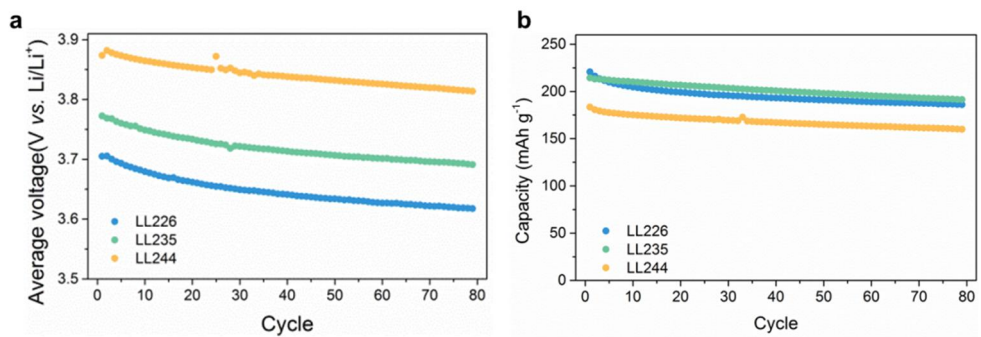 a
Average voltage(V vs. Li/Li+)
3.9
3.8
3.7
3.6
3.5
LL226
LL235
LL244
0 10 20 30 40 50 60 70 80
Cycle
b
Capacity (mAh g-1)
250
200
150
100
50
0
LL226
LL235
LL244
0 10 20 30 40 50 60 70 80
Cycle